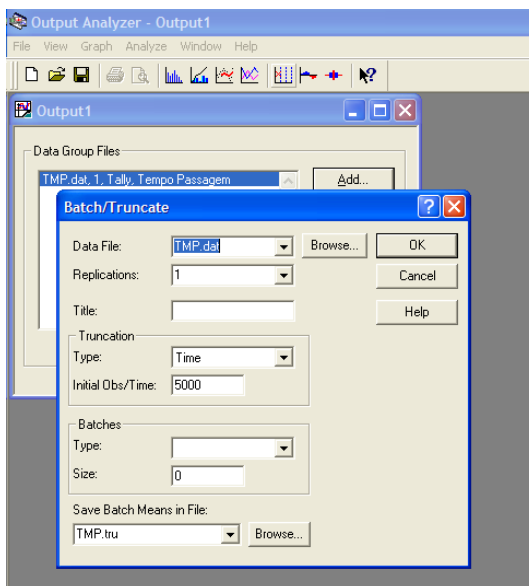 Output Analyzer - Output1
File View Graph Analyze Window Help
Output1
Data Group Files
TMP.dat, 1, Tally, Tempo Passagem
Add...
Batch/Truncate
Data File: TMP.dat Browse... OK
Replications: 1 Cancel
Title: Help
Truncation
Type: Time
Initial Obs/Time: 5000
Batches
Type:
Size: 0
Save Batch Means in File:
TMP.tru Browse...